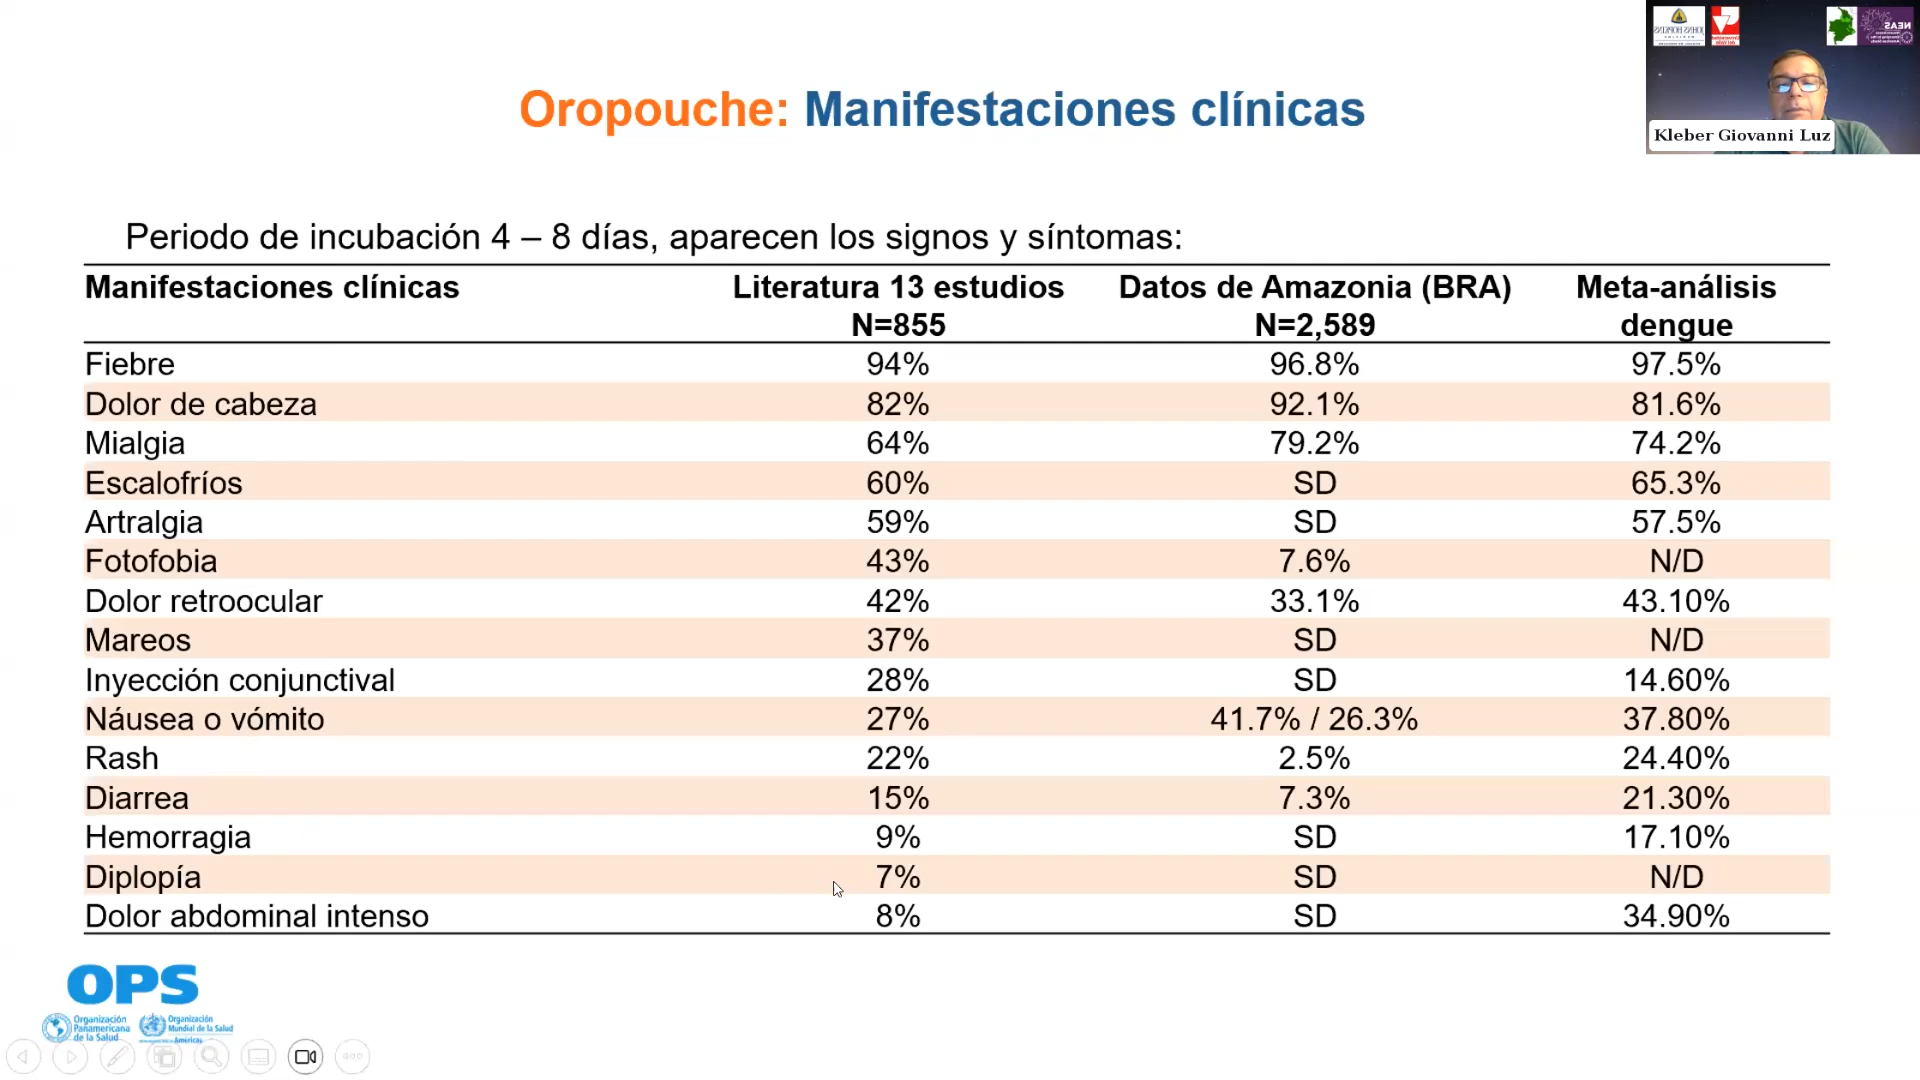 Oropouche: Manifestaciones clínicas
Kleber Giovanni Luz
Periodo de incubación 4 – 8 días, aparecen los signos y síntomas:
Manifestaciones clínicas Literatura 13 estudios Datos de Amazonia (BRA) Meta-análisis
N=855 N=2,589 dengue
Fiebre 94% 96.8% 97.5%
Dolor de cabeza 82% 92.1% 81.6%
Mialgia 64% 79.2% 74.2%
Escalofríos 60% SD 65.3%
Artralgia 59% SD 57.5%
Fotofobia 43% 7.6% N/D
Dolor retroocular 42% 33.1% 43.10%
Mareos 37% SD N/D
Inyección conjunctival 28% SD 14.60%
Náusea o vómito 27% 41.7% / 26.3% 37.80%
Rash 22% 2.5% 24.40%
Diarrea 15% 7.3% 21.30%
Hemorragia 9% SD 17.10%
Diplopía 7% SD N/D
Dolor abdominal intenso 8% SD 34.90%
OPS
Organización Panamericana de la Salud
Organización Mundial de la Salud
Américas
JOHNS HOPKINS
MEDICINE
NEAS